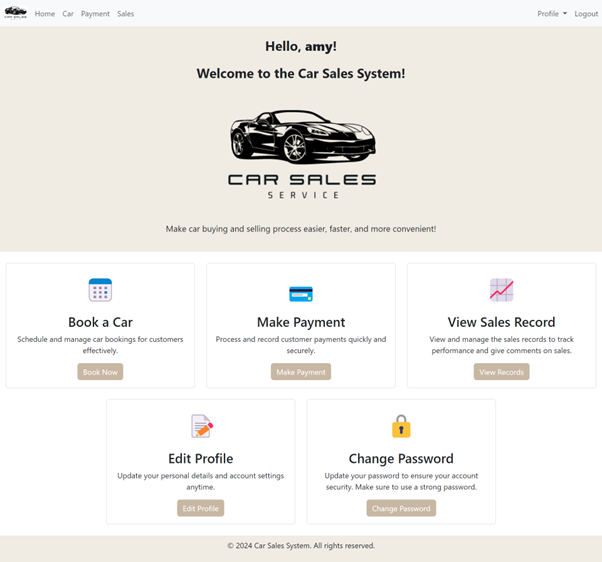 CAR SALES
Home Car Payment Sales Profile Logout
Hello, amy!
Welcome to the Car Sales System!
CAR SALES
SERVICE
Make car buying and selling process easier, faster, and more convenient!
Book a Car
Schedule and manage car bookings for customers
effectively.
Book Now
Make Payment
Process and record customer payments quickly and
securely.
Make Payment
View Sales Record
View and manage the sales records to track
performance and give comments on sales.
View Records
Edit Profile
Update your personal details and account settings
anytime.
Edit Profile
Change Password
Update your password to ensure your account
security. Make sure to use a strong password.
Change Password
© 2024 Car Sales System. All rights reserved.